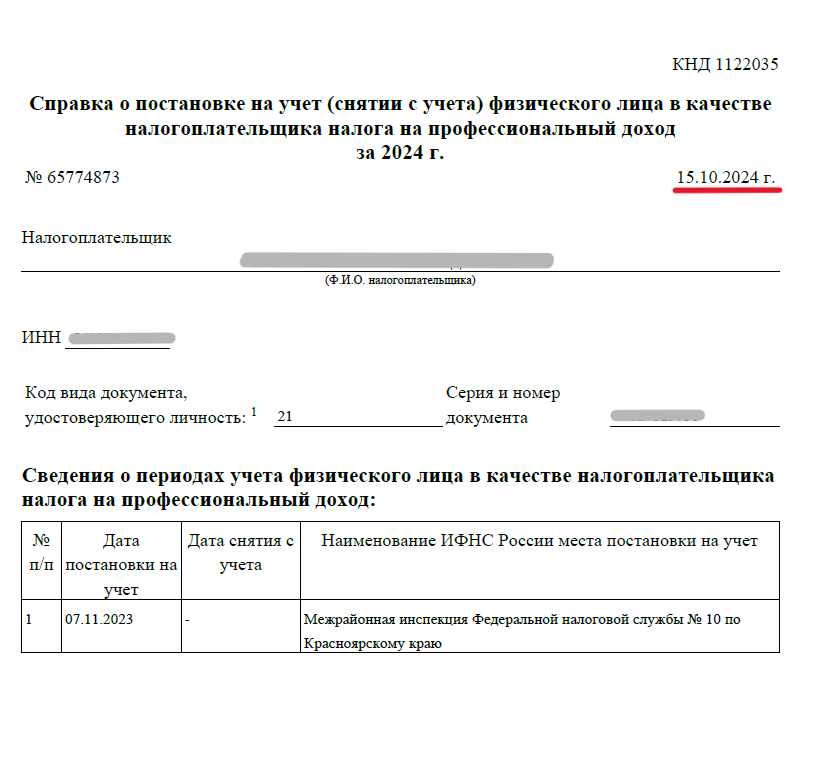 КНД 1122035
Справка о постановке на учет (снятии с учета) физического лица в качестве
налогоплательщика налога на профессиональный доход
за 2024 г.
№ 65774873 15.10.2024 г.
Налогоплательщик
(Ф.И.О. налогоплательщика)
ИНН
Код вида документа,
удостоверяющего личность: 1 21
Серия и номер
документа
Сведения о периодах учета физического лица в качестве налогоплательщика
налога на профессиональный доход:
№
п/п
Дата
постановки на
учет
Дата снятия с
учета
Наименование ИФНС России места постановки на учет
1 07.11.2023 - Межрайонная инспекция Федеральной налоговой службы № 10 по
Красноярскому краю